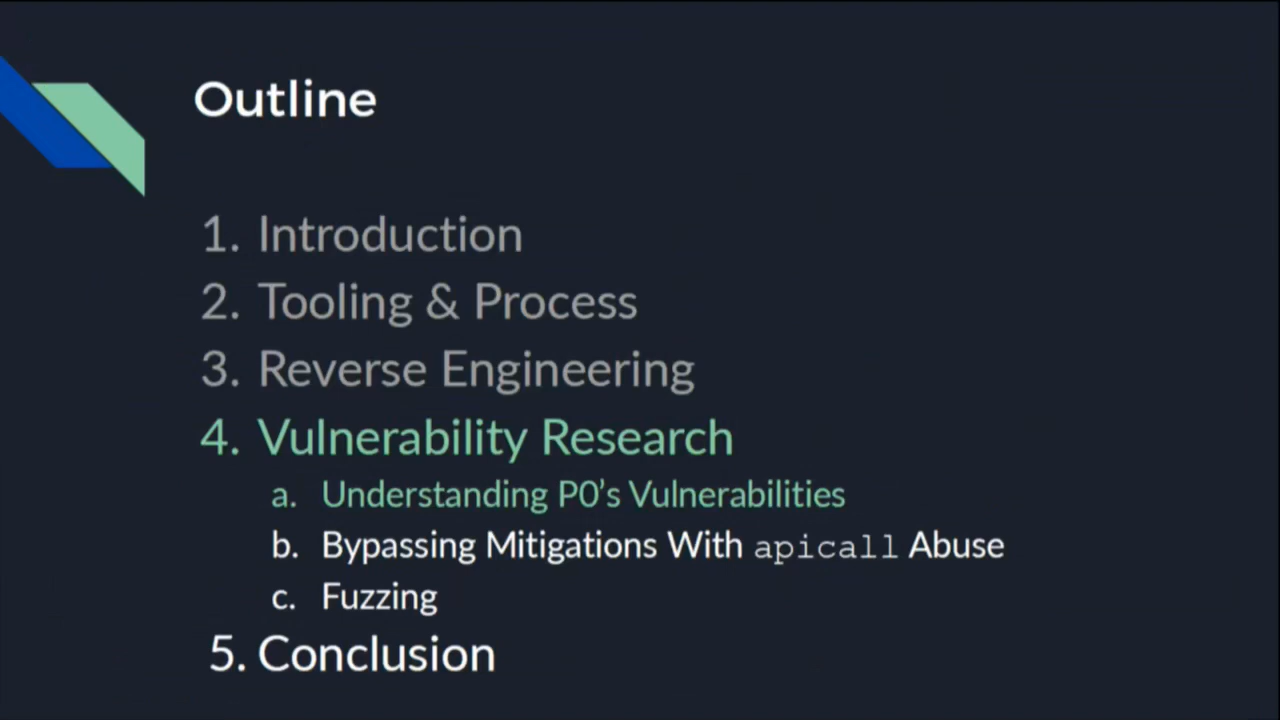 Outline
1. Introduction
2. Tooling & Process
3. Reverse Engineering
4. Vulnerability Research
a. Understanding P0's Vulnerabilities
b. Bypassing Mitigations With apicall Abuse
c. Fuzzing
5. Conclusion